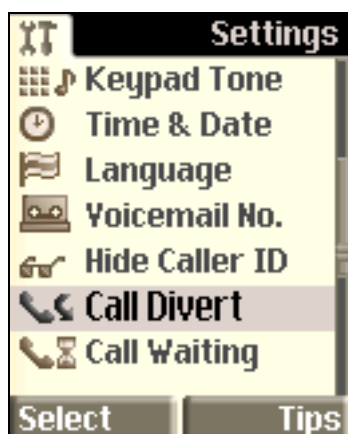 Settings
Keypad Tone
Time & Date
Language
Voicemail No.
Hide Caller ID
Call Divert
Call Waiting
Select Tips